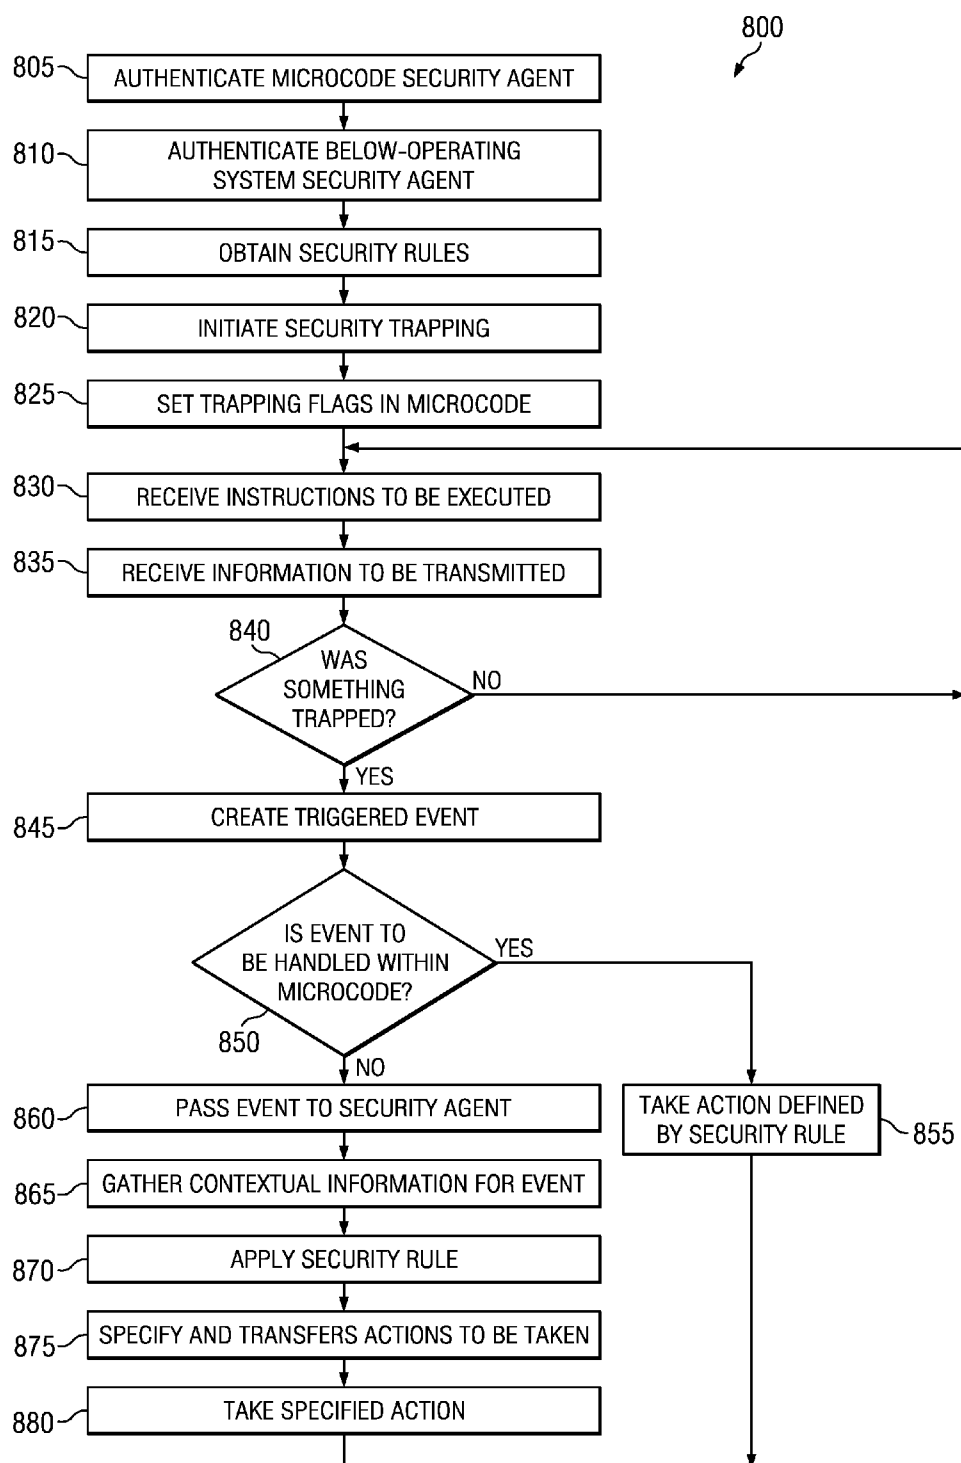 800
805
AUTHENTICATE MICROCODE SECURITY AGENT
810
AUTHENTICATE BELOW-OPERATING
SYSTEM SECURITY AGENT
815
OBTAIN SECURITY RULES
820
INITIATE SECURITY TRAPPING
825
SET TRAPPING FLAGS IN MICROCODE
830
RECEIVE INSTRUCTIONS TO BE EXECUTED
835
RECEIVE INFORMATION TO BE TRANSMITTED
840
WAS
SOMETHING
TRAPPED?
NO
YES
845
CREATE TRIGGERED EVENT
IS EVENT TO
BE HANDLED WITHIN
MICROCODE?
850
YES
NO
860
PASS EVENT TO SECURITY AGENT
TAKE ACTION DEFINED
BY SECURITY RULE
855
865
GATHER CONTEXTUAL INFORMATION FOR EVENT
870
APPLY SECURITY RULE
875
SPECIFY AND TRANSFERS ACTIONS TO BE TAKEN
880
TAKE SPECIFIED ACTION